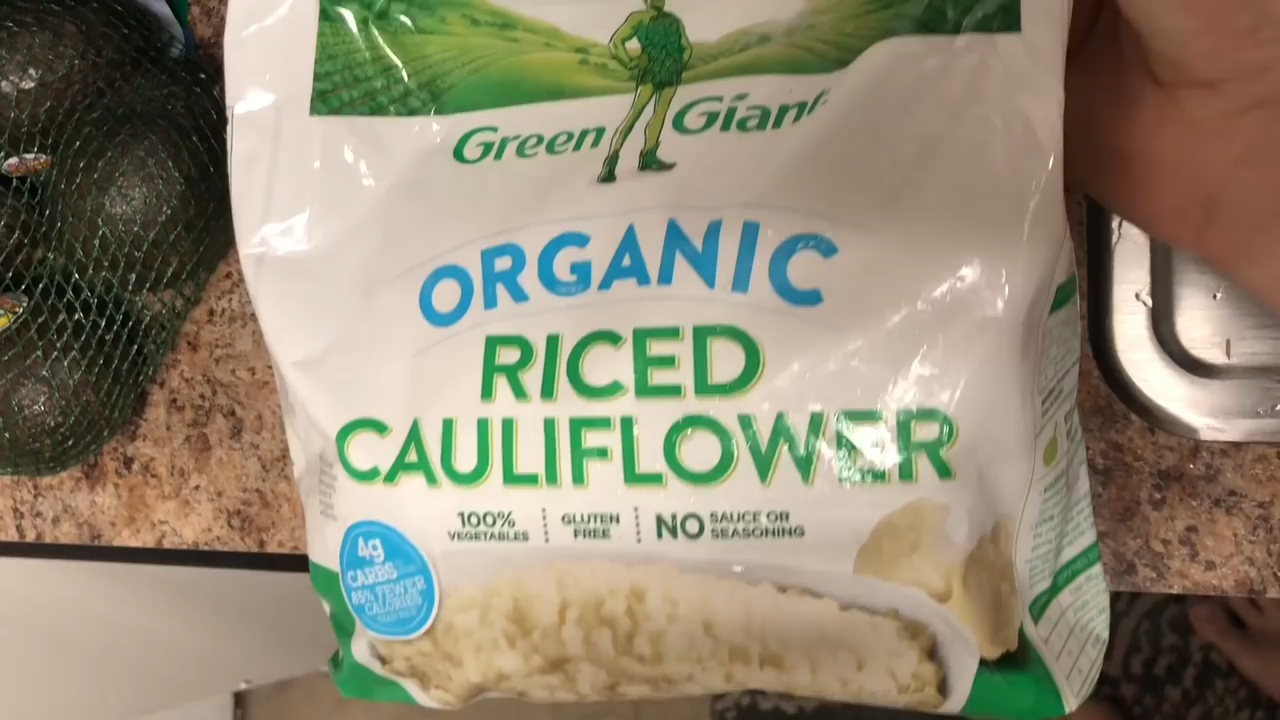 Green Giant
ORGANIC
RICED
CAULIFLOWER
100%
VEGETABLES
GLUTEN
FREE
NO
SAUCE OR
SEASONING
4g
CARBS
85% FEWER
CALORIES